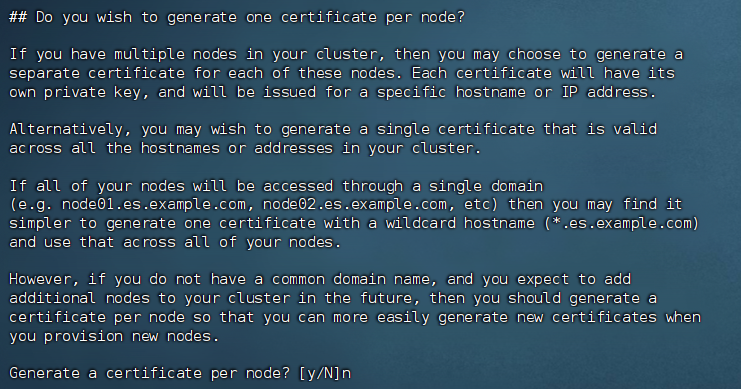 ## Do you wish to generate one certificate per node?
If you have multiple nodes in your cluster, then you may choose to generate a
separate certificate for each of these nodes. Each certificate will have its
own private key, and will be issued for a specific hostname or IP address.
Alternatively, you may wish to generate a single certificate that is valid
across all the hostnames or addresses in your cluster.
If all of your nodes will be accessed through a single domain
(e.g. node01.es.example.com, node02.es.example.com, etc) then you may find it
simpler to generate one certificate with a wildcard hostname (*.es.example.com)
and use that across all of your nodes.
However, if you do not have a common domain name, and you expect to add
additional nodes to your cluster in the future, then you should generate a
certificate per node so that you can more easily generate new certificates when
you provision new nodes.
Generate a certificate per node? [y/N]n